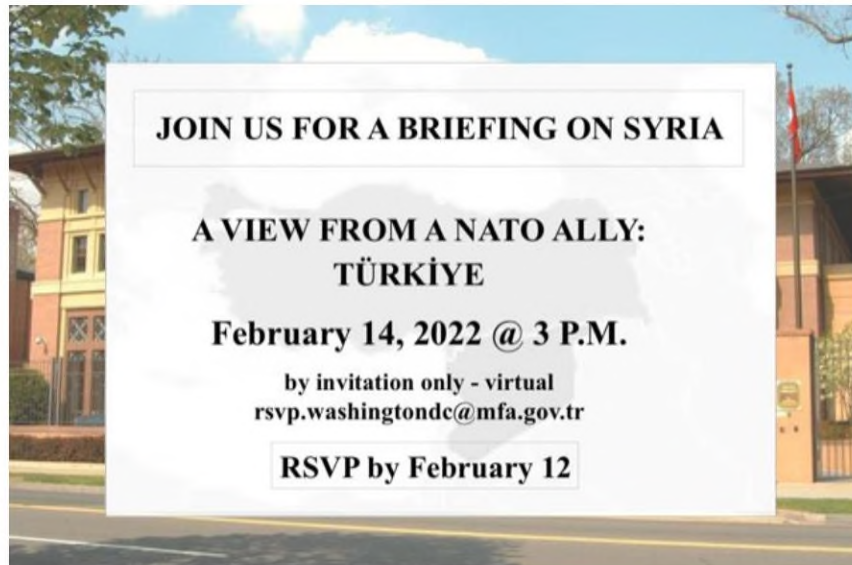 JOIN US FOR A BRIEFING ON SYRIA
A VIEW FROM A NATO ALLY:
TÜRKİYE
February 14, 2022 @ 3 P.M.
by invitation only - virtual
rsvp.washingtondc@mfa.gov.tr
RSVP by February 12